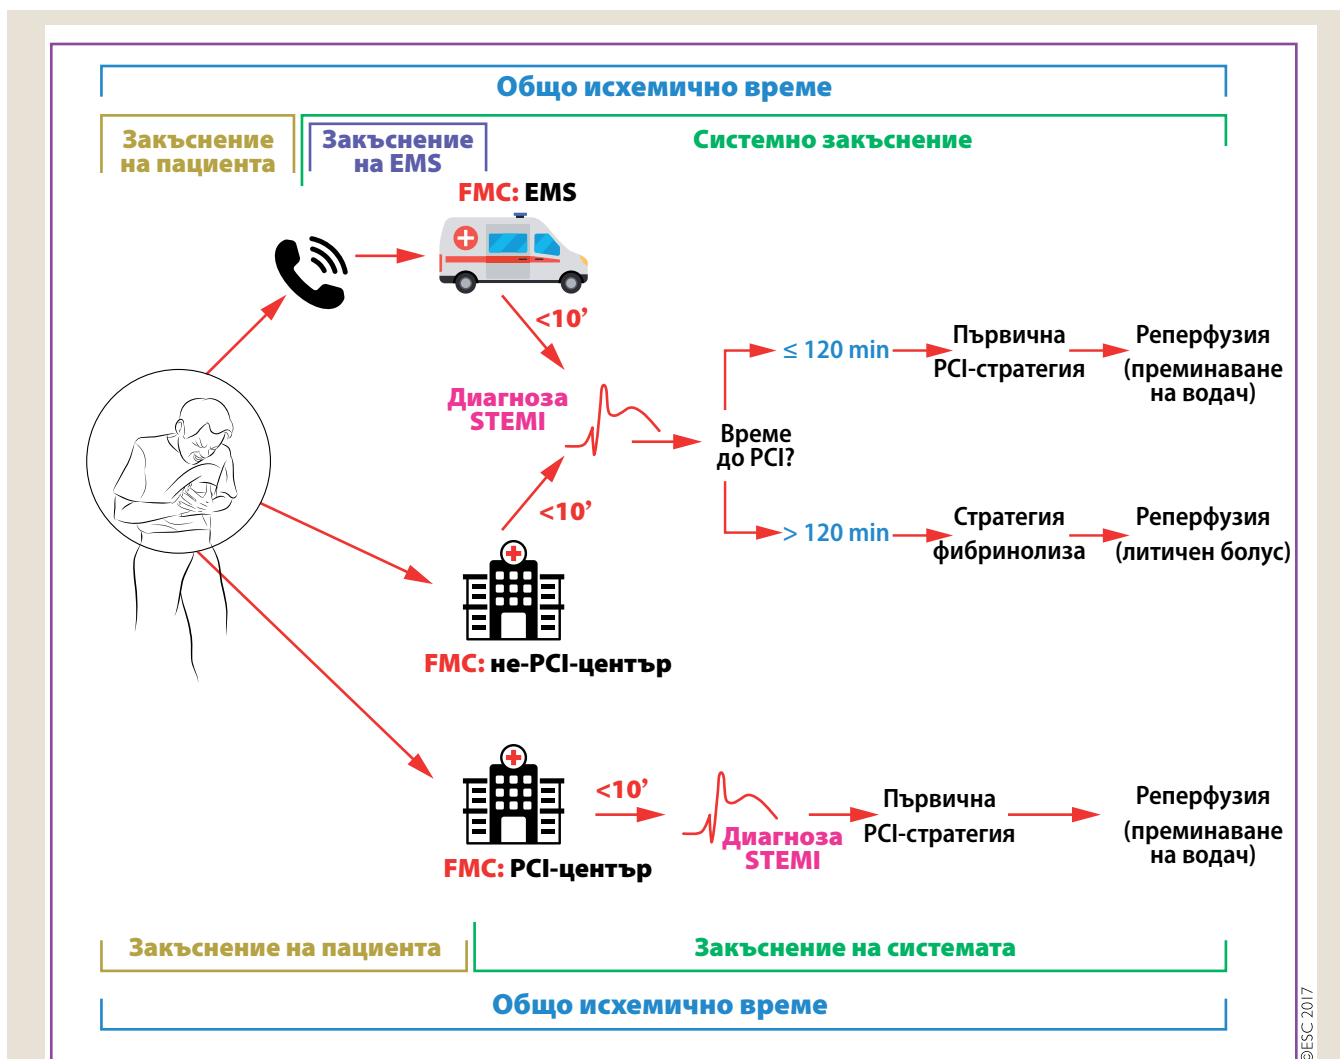 Общо исхемично време
Закъснение
на пациента
Закъснение
на EMS
Системно закъснение
FMC: EMS
<10’
Диагноза
STEMI
<10’
Време
до PCI?
≤ 120 min
Първична
PCI-стратегия
Реперфузия
(преминаване
на водач)
> 120 min
Стратегия
фибринолиза
Реперфузия
(литичен болус)
FMC: не-PCI-център
FMC: PCI-център
<10’
Диагноза
STEMI
Първична
PCI-стратегия
Реперфузия
(преминаване
на водач)
Закъснение на пациента
Закъснение на системата
Общо исхемично време
©ESC 2017